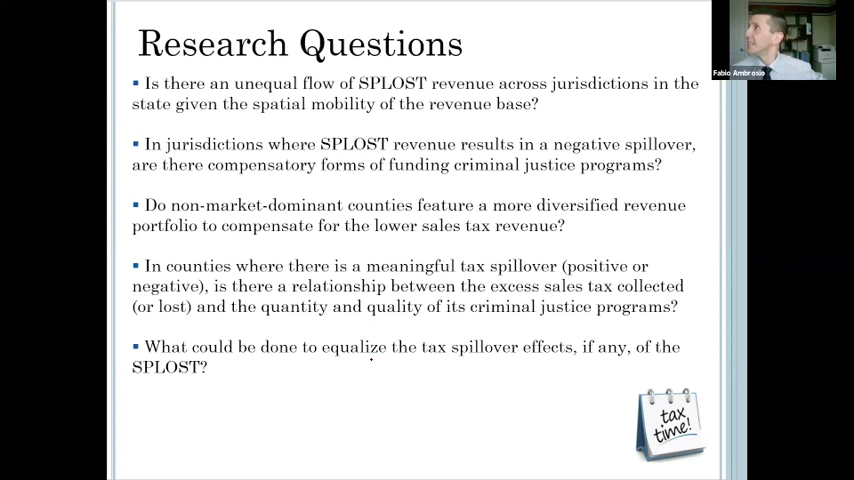 Research Questions
Fabio Ambrosio
▪ Is there an unequal flow of SPLOST revenue across jurisdictions in the
state given the spatial mobility of the revenue base?
▪ In jurisdictions where SPLOST revenue results in a negative spillover,
are there compensatory forms of funding criminal justice programs?
▪ Do non-market-dominant counties feature a more diversified revenue
portfolio to compensate for the lower sales tax revenue?
▪ In counties where there is a meaningful tax spillover (positive or
negative), is there a relationship between the excess sales tax collected
(or lost) and the quantity and quality of its criminal justice programs?
▪ What could be done to equalize the tax spillover effects, if any, of the
SPLOST?
tax
time!